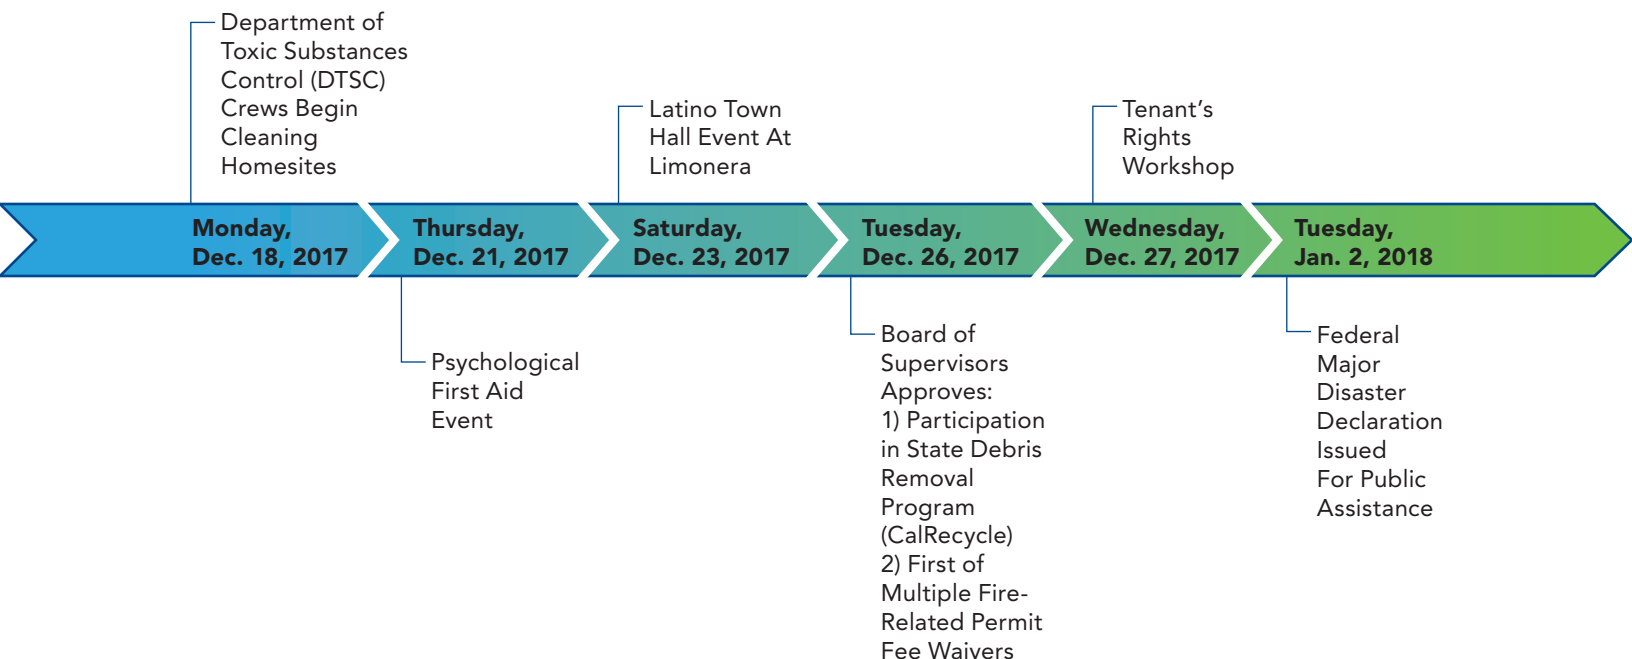 Department of
Toxic Substances
Control (DTSC)
Crews Begin
Cleaning
Homesites
Latino Town
Hall Event At
Limonera
Tenant’s
Rights
Workshop
Monday,
Dec. 18, 2017
Thursday,
Dec. 21, 2017
Saturday,
Dec. 23, 2017
Tuesday,
Dec. 26, 2017
Wednesday,
Dec. 27, 2017
Tuesday,
Jan. 2, 2018
Psychological
First Aid
Event
Board of
Supervisors
Approves:
1) Participation
in State Debris
Removal
Program
(CalRecycle)
2) First of
Multiple Fire-
Related Permit
Fee Waivers
Federal
Major
Disaster
Declaration
Issued
For Public
Assistance